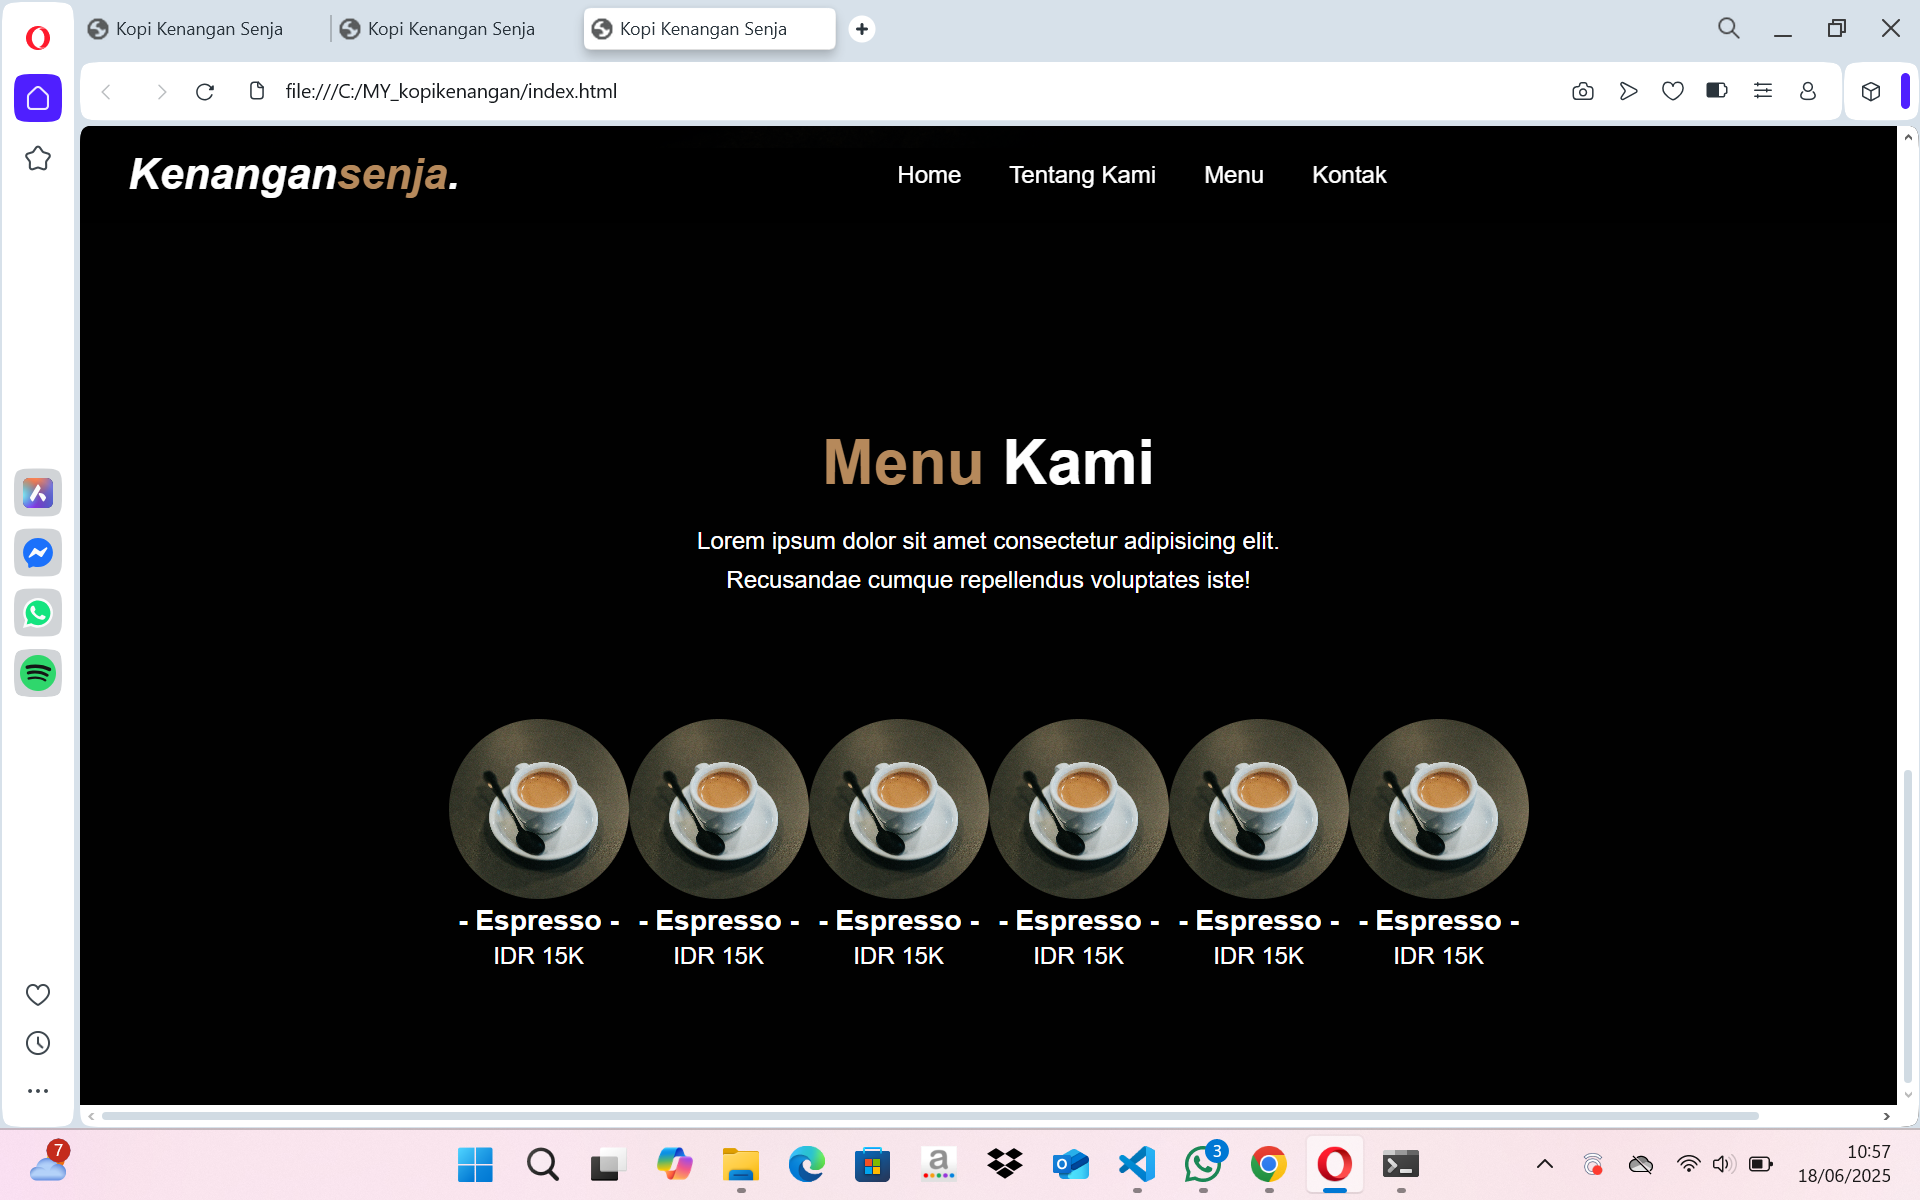 Kopi Kenangan Senja
Kopi Kenangan Senja
Kopi Kenangan Senja
file:///C:/MY_kopikenangan/index.html
Kenangansenja.
Home
Tentang Kami
Menu
Kontak
Menu Kami
Lorem ipsum dolor sit amet consectetur adipisicing elit.
Recusandae cumque repellendus voluptates iste!
- Espresso -
IDR 15K
- Espresso -
IDR 15K
- Espresso -
IDR 15K
- Espresso -
IDR 15K
- Espresso -
IDR 15K
- Espresso -
IDR 15K
7
a
3
10:57
18/06/2025